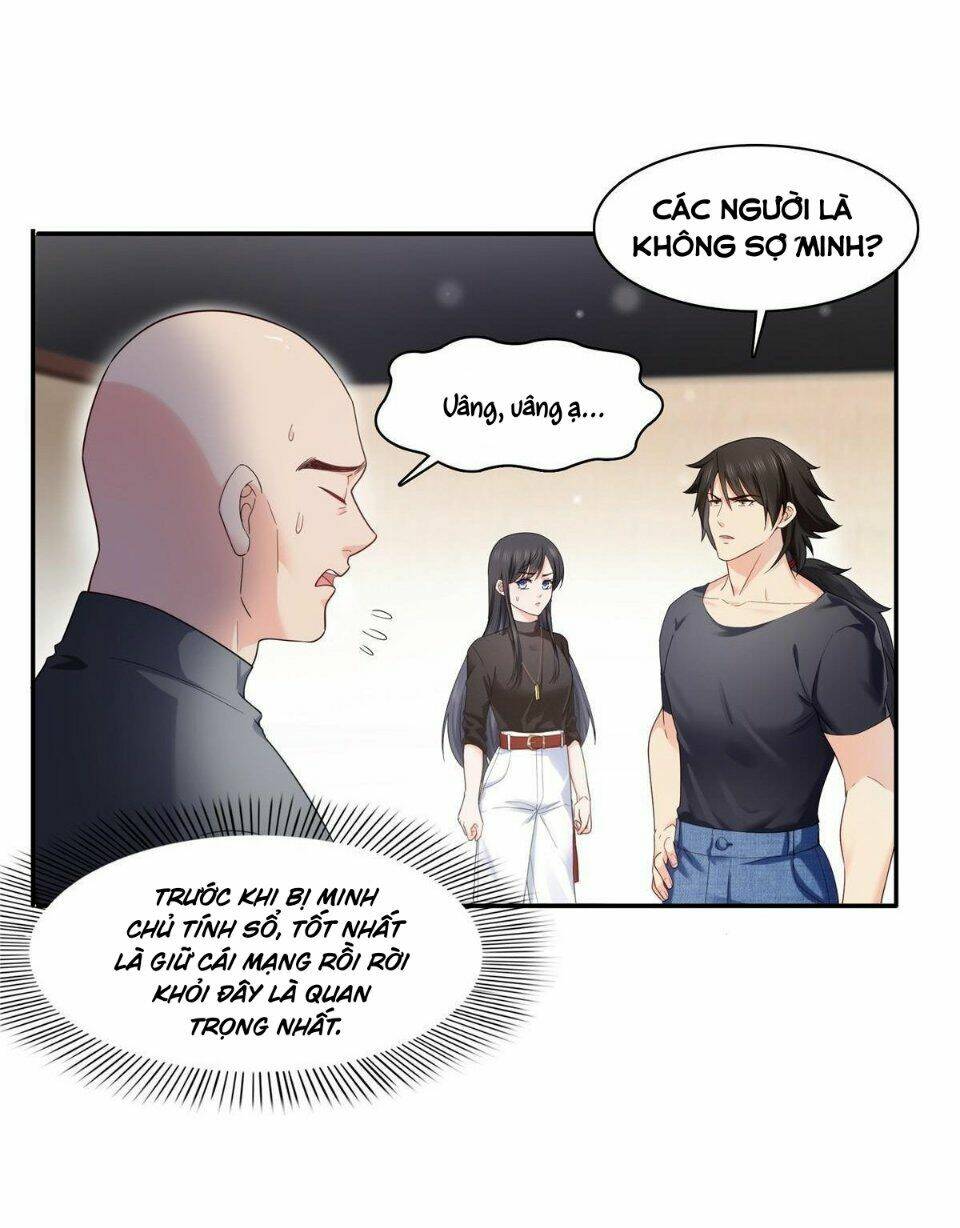 CÁC NGƯỜI LÀ
KHÔNG SỢ MINH?
Vâng, vâng ạ...
TRƯỚC KHI BỊ MINH
CHỦ TÍNH SỔ, TỐT NHẤT
LÀ GIỮ CÁI MẠNG RỒI RỜI
KHỎI ĐÂY LÀ QUAN
TRỌNG NHẤT.